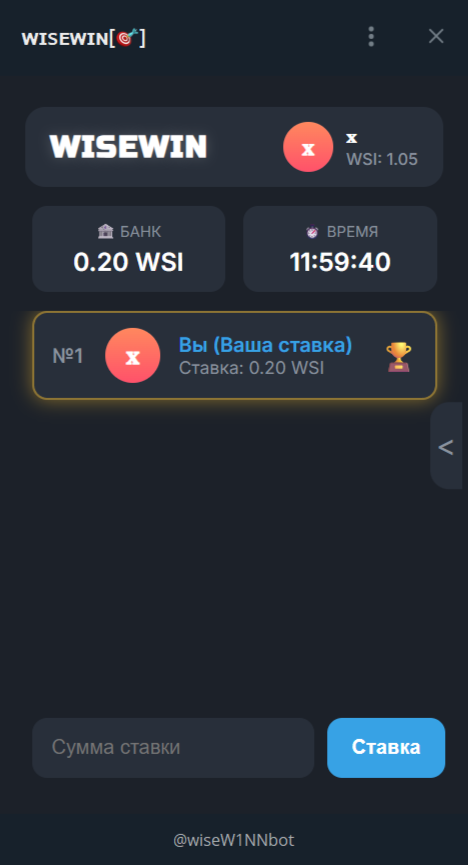 WISEWIN[🎯]
WISEWIN
x
x
WSI: 1.05
БАНК
0.20 WSI
ВРЕМЯ
11:59:40
№1
x
Вы (Ваша ставка)
Ставка: 0.20 WSI
<
Сумма ставки
Ставка
@wiseW1NNbot